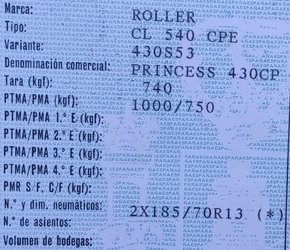 Marca: ROLLER
Tipo: CL 540 CPE
Variante: 430S53
Denominación comercial: PRINCESS 430CP
Tara (kgf): 740
PTMA/PMA (kgf): 1000/750
PTMA/PMA 1.º E (kgf):
PTMA/PMA 2.º E (kgf):
PTMA/PMA 3.º E (kgf):
PTMA/PMA 4.º E (kgf):
PMR S/F, C/F (kgf):
N.º y dim. neumáticos: 2X185/70R13 (*)
N.º de asientos:
Volumen de bodegas: